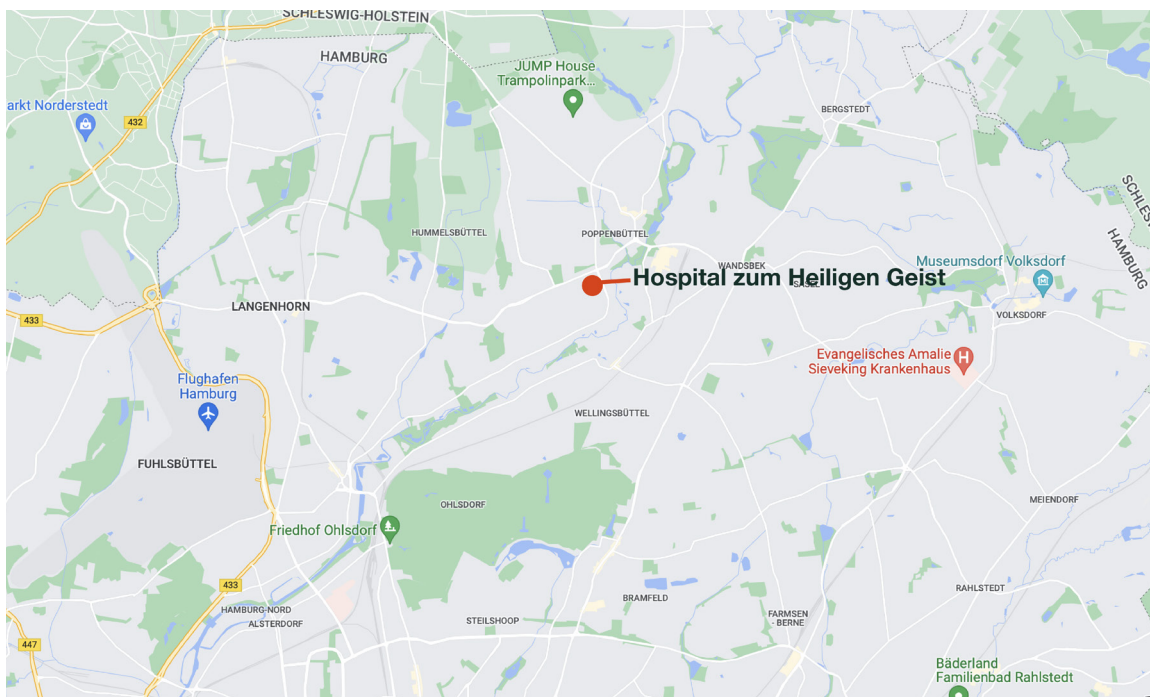 SCHLESWIG-HOLSTEIN
HAMBURG
JUMP House
Trampolinpark...
arkt Norderstedt
432
BERGSTEDT
SCHLES
HAMBURG
HUMMELSBÜTTEL
POPPENBÜTTEL
WANDSBEK
Museumsdorf Volksdorf
Hospital zum Heiligen Geist
SASEL
433
LANGENHORN
VOLKSDORF
Evangelisches Amalie
Sieveking Krankenhaus
Flughafen
Hamburg
WELLINGSBÜTTEL
FUHLSBÜTTEL
OHLSDORF
MEIENDORF
Friedhof Ohlsdorf
433
HAMBURG-NORD
ALSTERDORF
BRAMFELD
RAHLSTEDT
STEILSHOOP
FARMSEN
- BERNE
447
Bäderland
Familienbad Rahlstedt